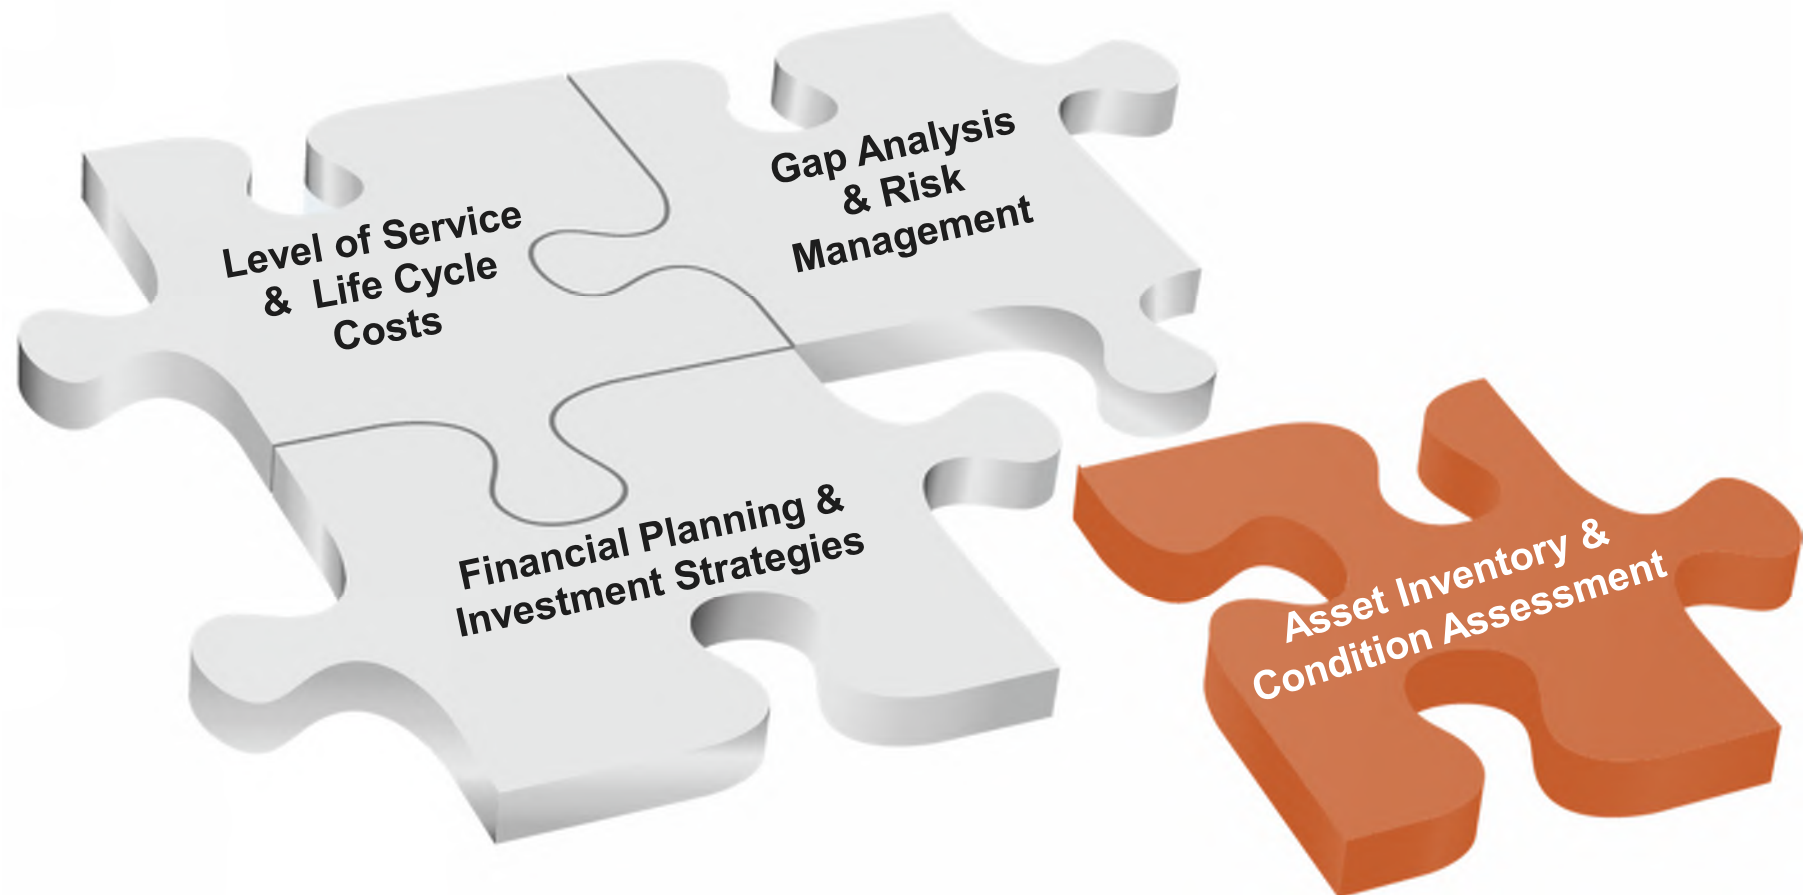 Level of Service
& Life Cycle
Costs
Gap Analysis
& Risk
Management
Financial Planning &
Investment Strategies
Asset Inventory &
Condition Assessment